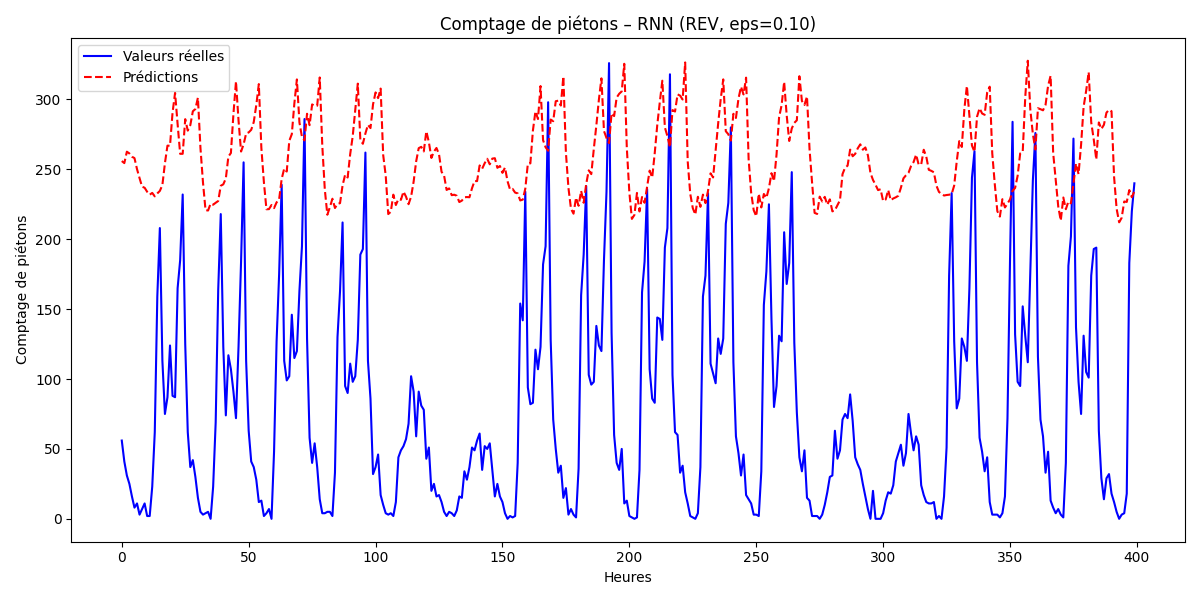 Comptage de piétons – RNN (REV, eps=0.10)
Valeurs réelles
Prédictions
Comptage de piétons
300
250
200
150
100
50
0
0 50 100 150 200 250 300 350 400
Heures